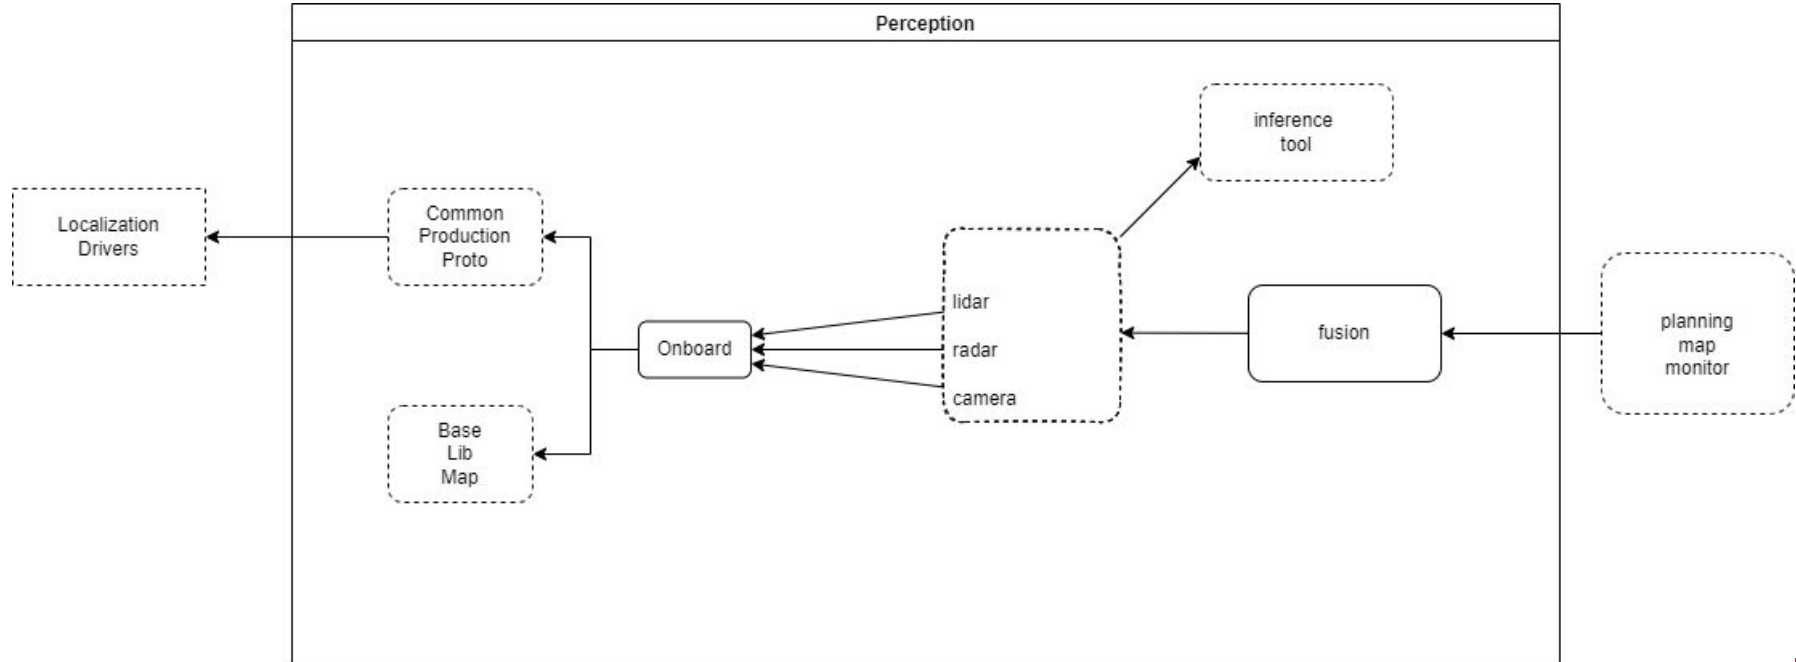 Perception
inference
tool
Localization
Drivers
Common
Production
Proto
lidar
radar
camera
Onboard
fusion
planning
map
monitor
Base
Lib
Map